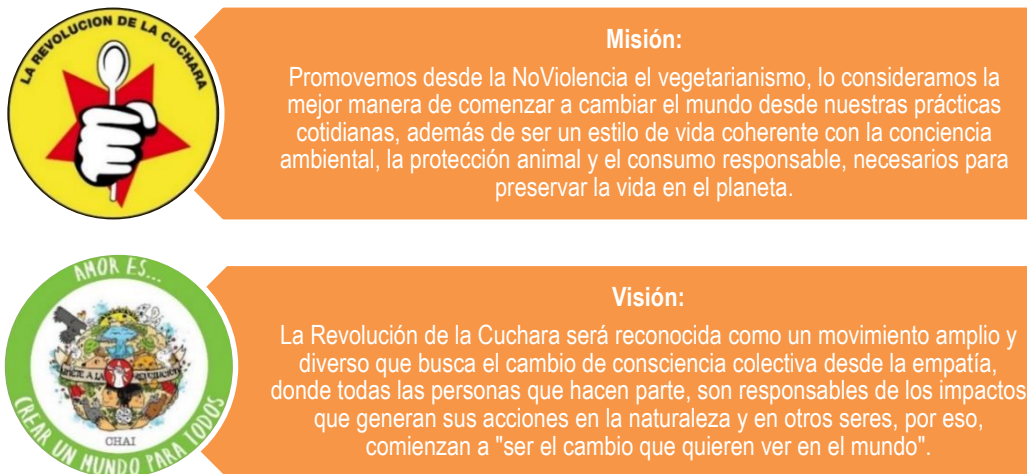 LA REVOLUCION DE LA CUCHARA
Misión:
Promovemos desde la NoViolencia el vegetarianismo, lo consideramos la
mejor manera de comenzar a cambiar el mundo desde nuestras prácticas
cotidianas, además de ser un estilo de vida coherente con la conciencia
ambiental, la protección animal y el consumo responsable, necesarios para
preservar la vida en el planeta.
AMOR ES...
ÚNETE A LA
CHAI
CREAR UN MUNDO PARA TODOS
Visión:
La Revolución de la Cuchara será reconocida como un movimiento amplio y
diverso que busca el cambio de consciencia colectiva desde la empatía,
donde todas las personas que hacen parte, son responsables de los impactos
que generan sus acciones en la naturaleza y en otros seres, por eso,
comienzan a "ser el cambio que quieren ver en el mundo".